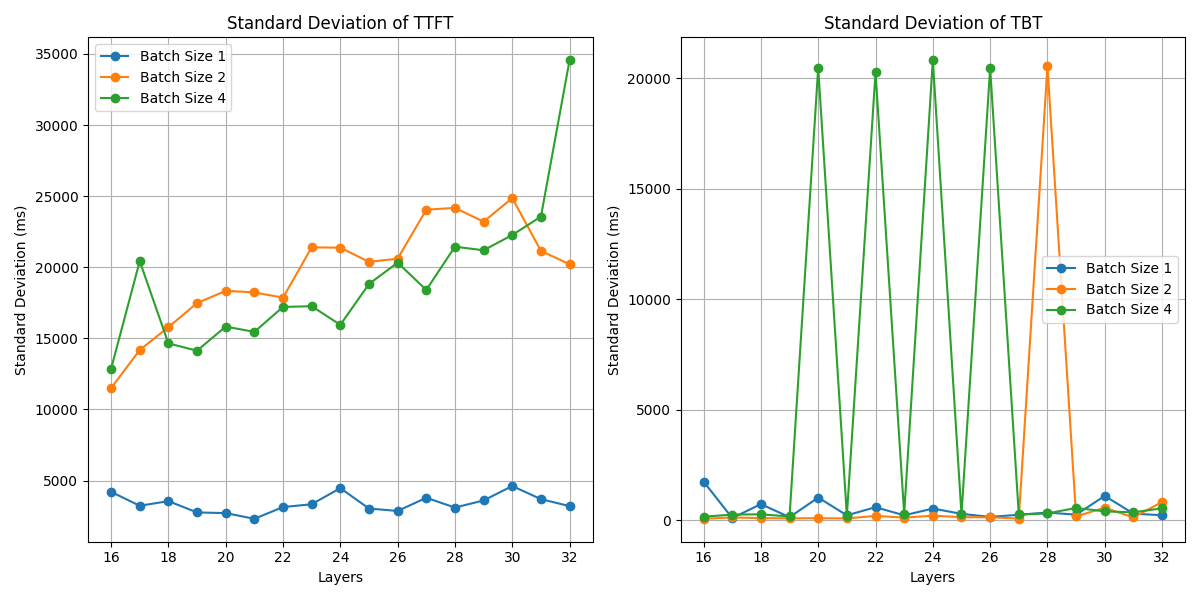 Standard Deviation of TTFT
Batch Size 1
Batch Size 2
Batch Size 4
35000
30000
25000
20000
15000
10000
5000
Standard Deviation (ms)
16 18 20 22 24 26 28 30 32
Layers
Standard Deviation of TBT
Batch Size 1
Batch Size 2
Batch Size 4
20000
15000
10000
5000
0
Standard Deviation (ms)
16 18 20 22 24 26 28 30 32
Layers